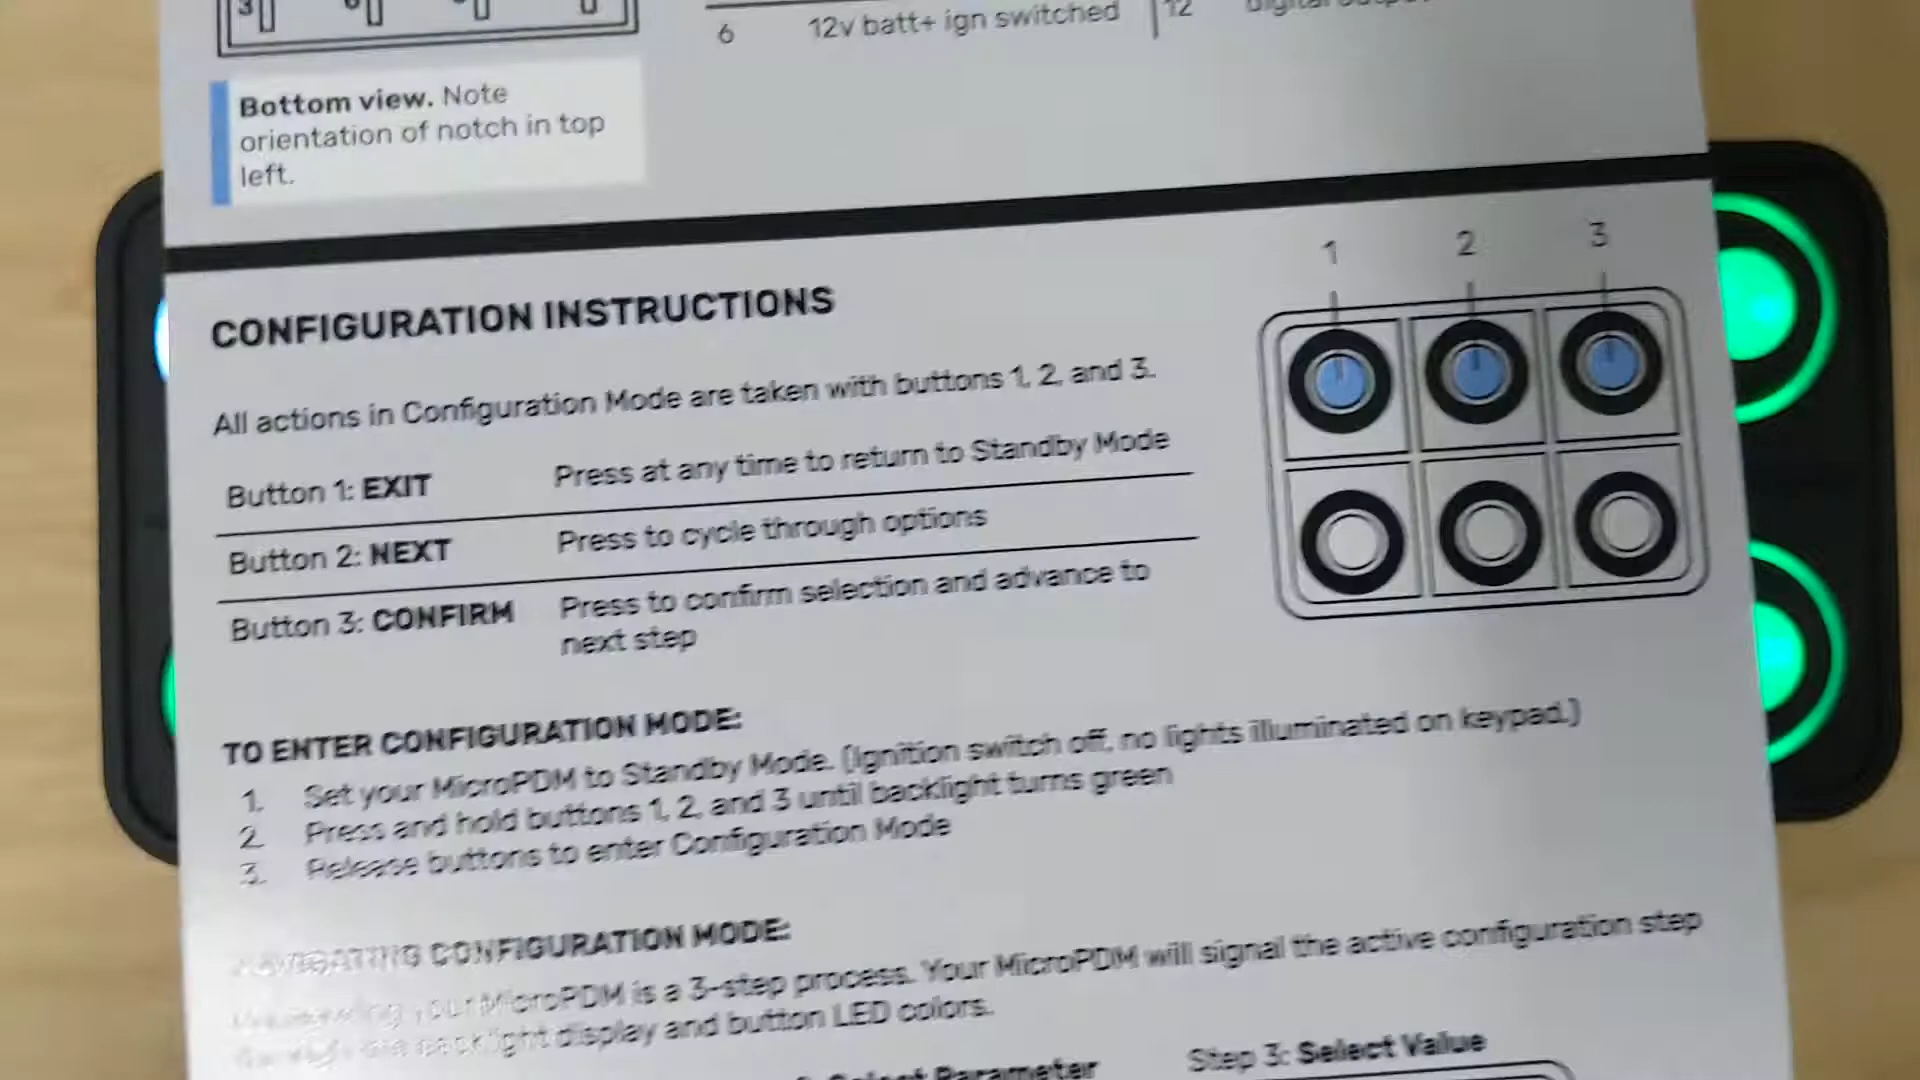 3
6 12v batt+ ign switched 12
Bottom view. Note
orientation of notch in top
left.
1 2 3
CONFIGURATION INSTRUCTIONS
All actions in Configuration Mode are taken with buttons 1, 2, and 3.
Button 1: EXIT Press at any time to return to Standby Mode
Button 2: NEXT Press to cycle through options
Button 3: CONFIRM Press to confirm selection and advance to
next step
TO ENTER CONFIGURATION MODE:
1. Set your MicroPDM to Standby Mode. (Ignition switch off, no lights illuminated on keypad.)
2. Press and hold buttons 1, 2, and 3 until backlight turns green
3. Release buttons to enter Configuration Mode
CONFIGURATION MODE:
your MicroPDM is a 3-step process. Your MicroPDM will signal the active configuration step
display and button LED colors.
Select Parameter Step 3: Select Value